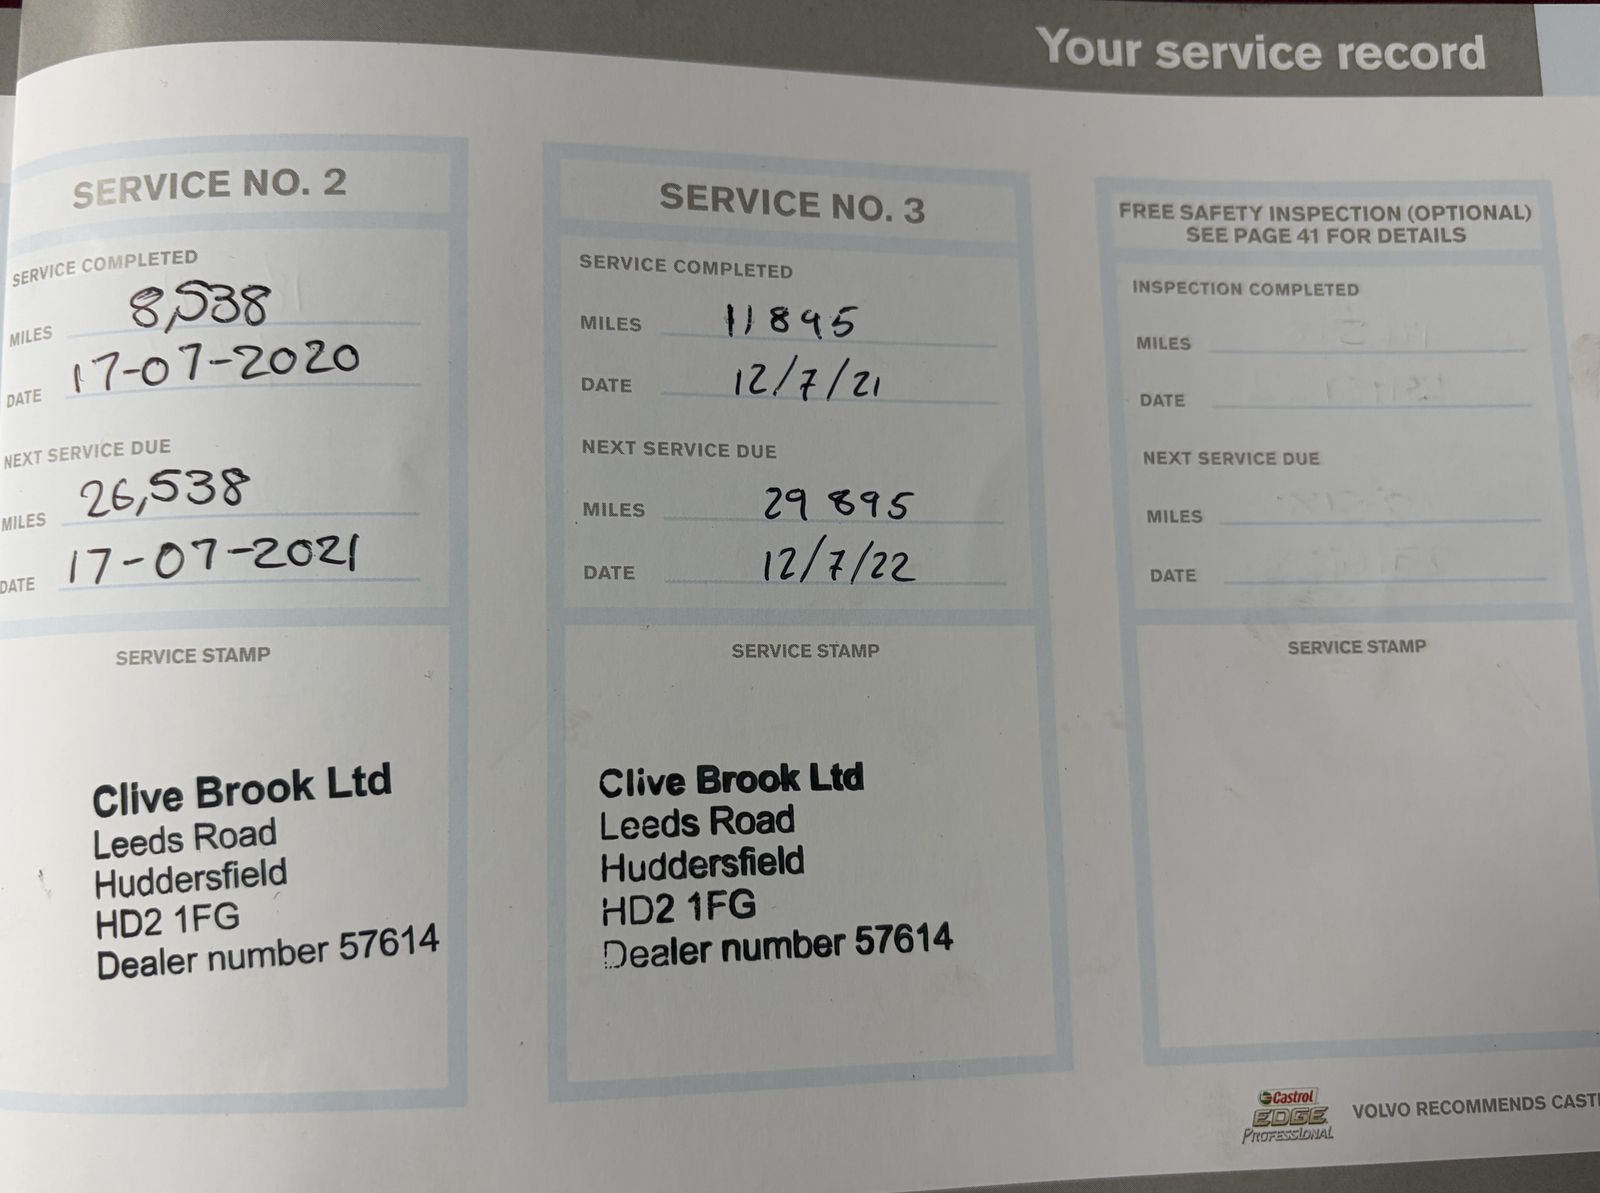 Your service record
SERVICE NO. 2
SERVICE COMPLETED
MILES 8,538
DATE 17-07-2020
NEXT SERVICE DUE
MILES 26,538
DATE 17-07-2021
SERVICE STAMP
Clive Brook Ltd
Leeds Road
Huddersfield
HD2 1FG
Dealer number 57614
SERVICE NO. 3
SERVICE COMPLETED
MILES 11895
DATE 12/7/21
NEXT SERVICE DUE
MILES 29 895
DATE 12/7/22
SERVICE STAMP
Clive Brook Ltd
Leeds Road
Huddersfield
HD2 1FG
Dealer number 57614
FREE SAFETY INSPECTION (OPTIONAL)
SEE PAGE 41 FOR DETAILS
INSPECTION COMPLETED
MILES
DATE
NEXT SERVICE DUE
MILES
DATE
SERVICE STAMP
Castrol
EDGE
PROFESSIONAL
VOLVO RECOMMENDS